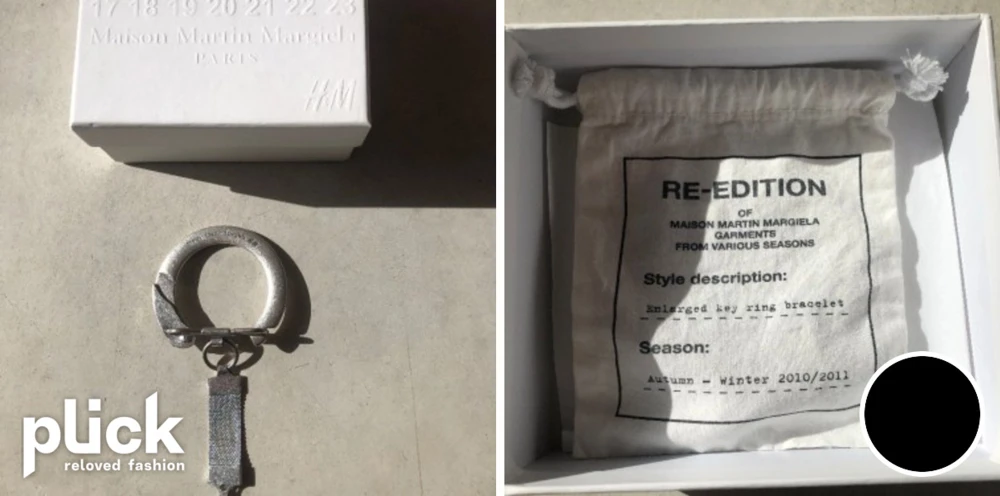 17 18 19 20 21 22 23
Maison Martin Margiela
PARIS
H&M
plick
reloved fashion
RE-EDITION
OF
MAISON MARTIN MARGIELA
GARMENTS
FROM VARIOUS SEASONS
Style description:
Enlarged key ring bracelet
Season:
Autumn - Winter 2010/2011